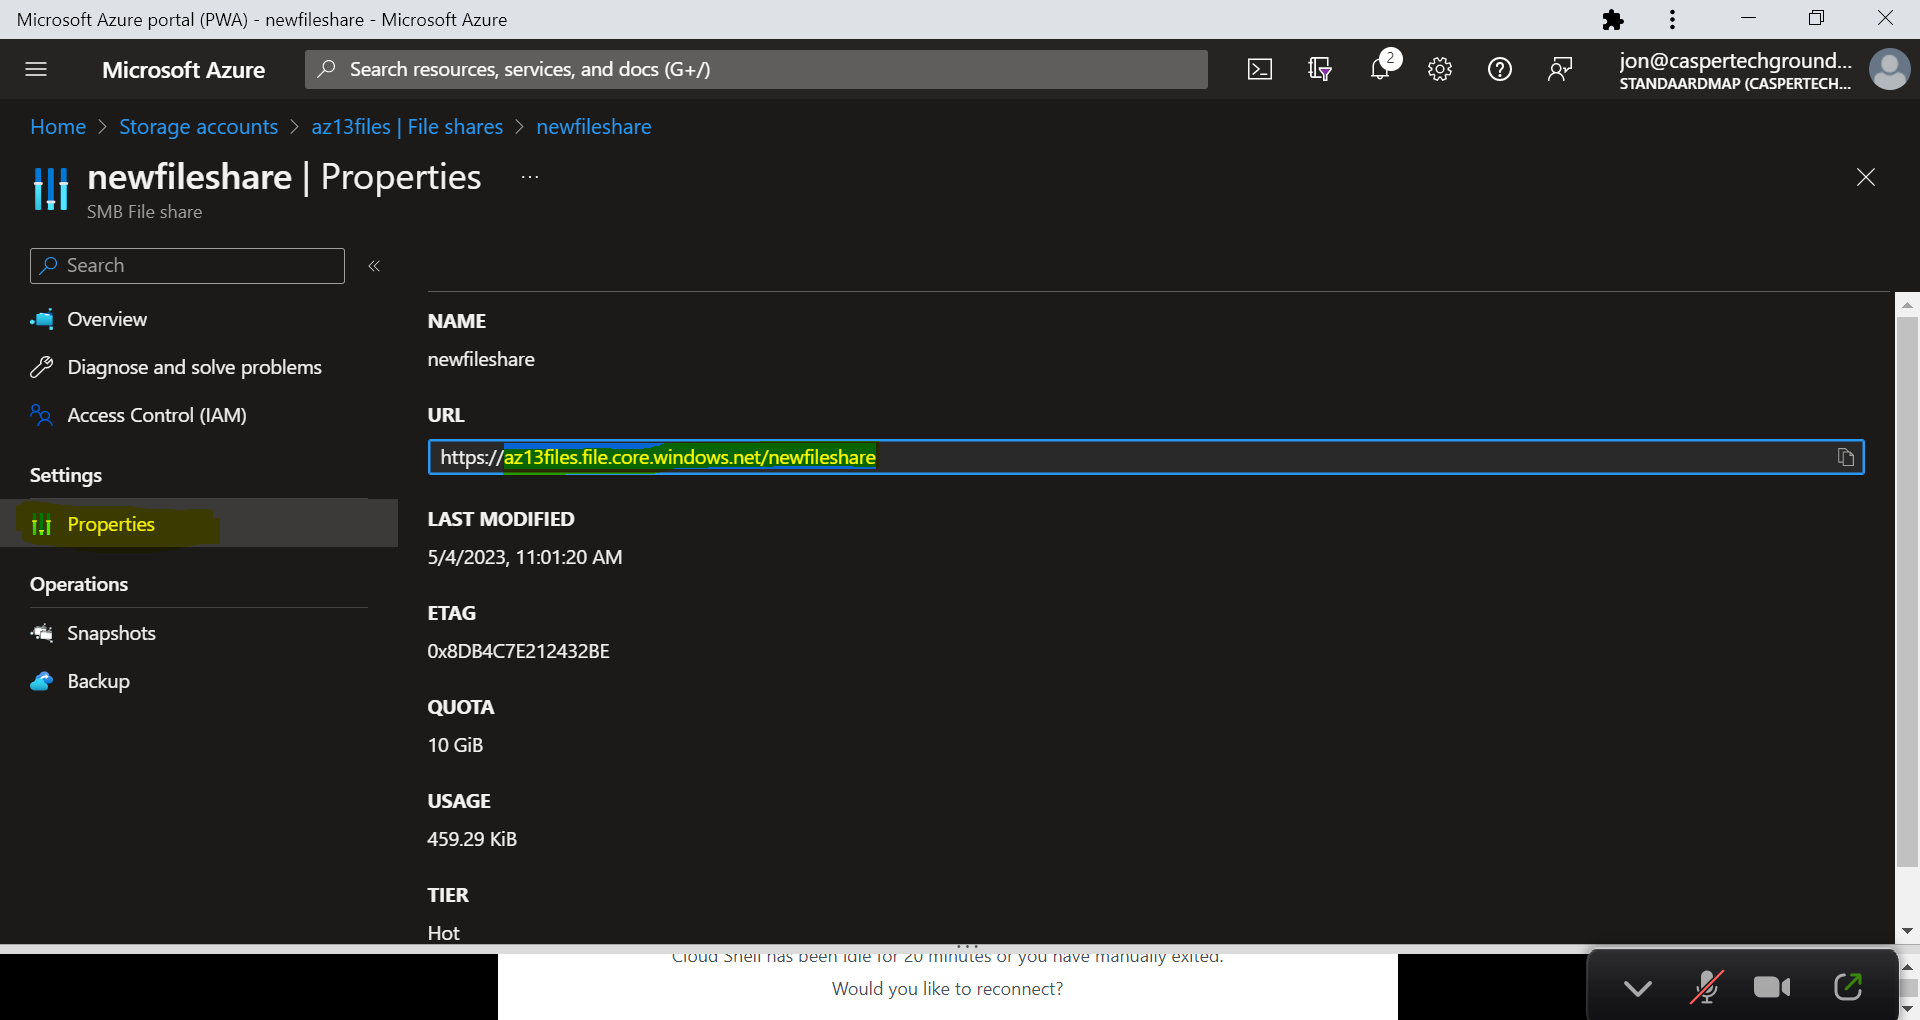 Microsoft Azure portal (PWA) - newfileshare - Microsoft Azure
Microsoft Azure
Search resources, services, and docs (G+/)
2
jon@caspertechground...
STANDAARDMAP (CASPERTECH...
Home > Storage accounts > az13files | File shares > newfileshare
newfileshare | Properties ...
SMB File share
Search
«
Overview
Diagnose and solve problems
Access Control (IAM)
Settings
Properties
Operations
Snapshots
Backup
NAME
newfileshare
URL
https://az13files.file.core.windows.net/newfileshare
LAST MODIFIED
5/4/2023, 11:01:20 AM
ETAG
0x8DB4C7E212432BE
QUOTA
10 GiB
USAGE
459.29 KiB
TIER
Hot
Cloud Shell has been idle for 20 minutes or you have manually exited.
Would you like to reconnect?